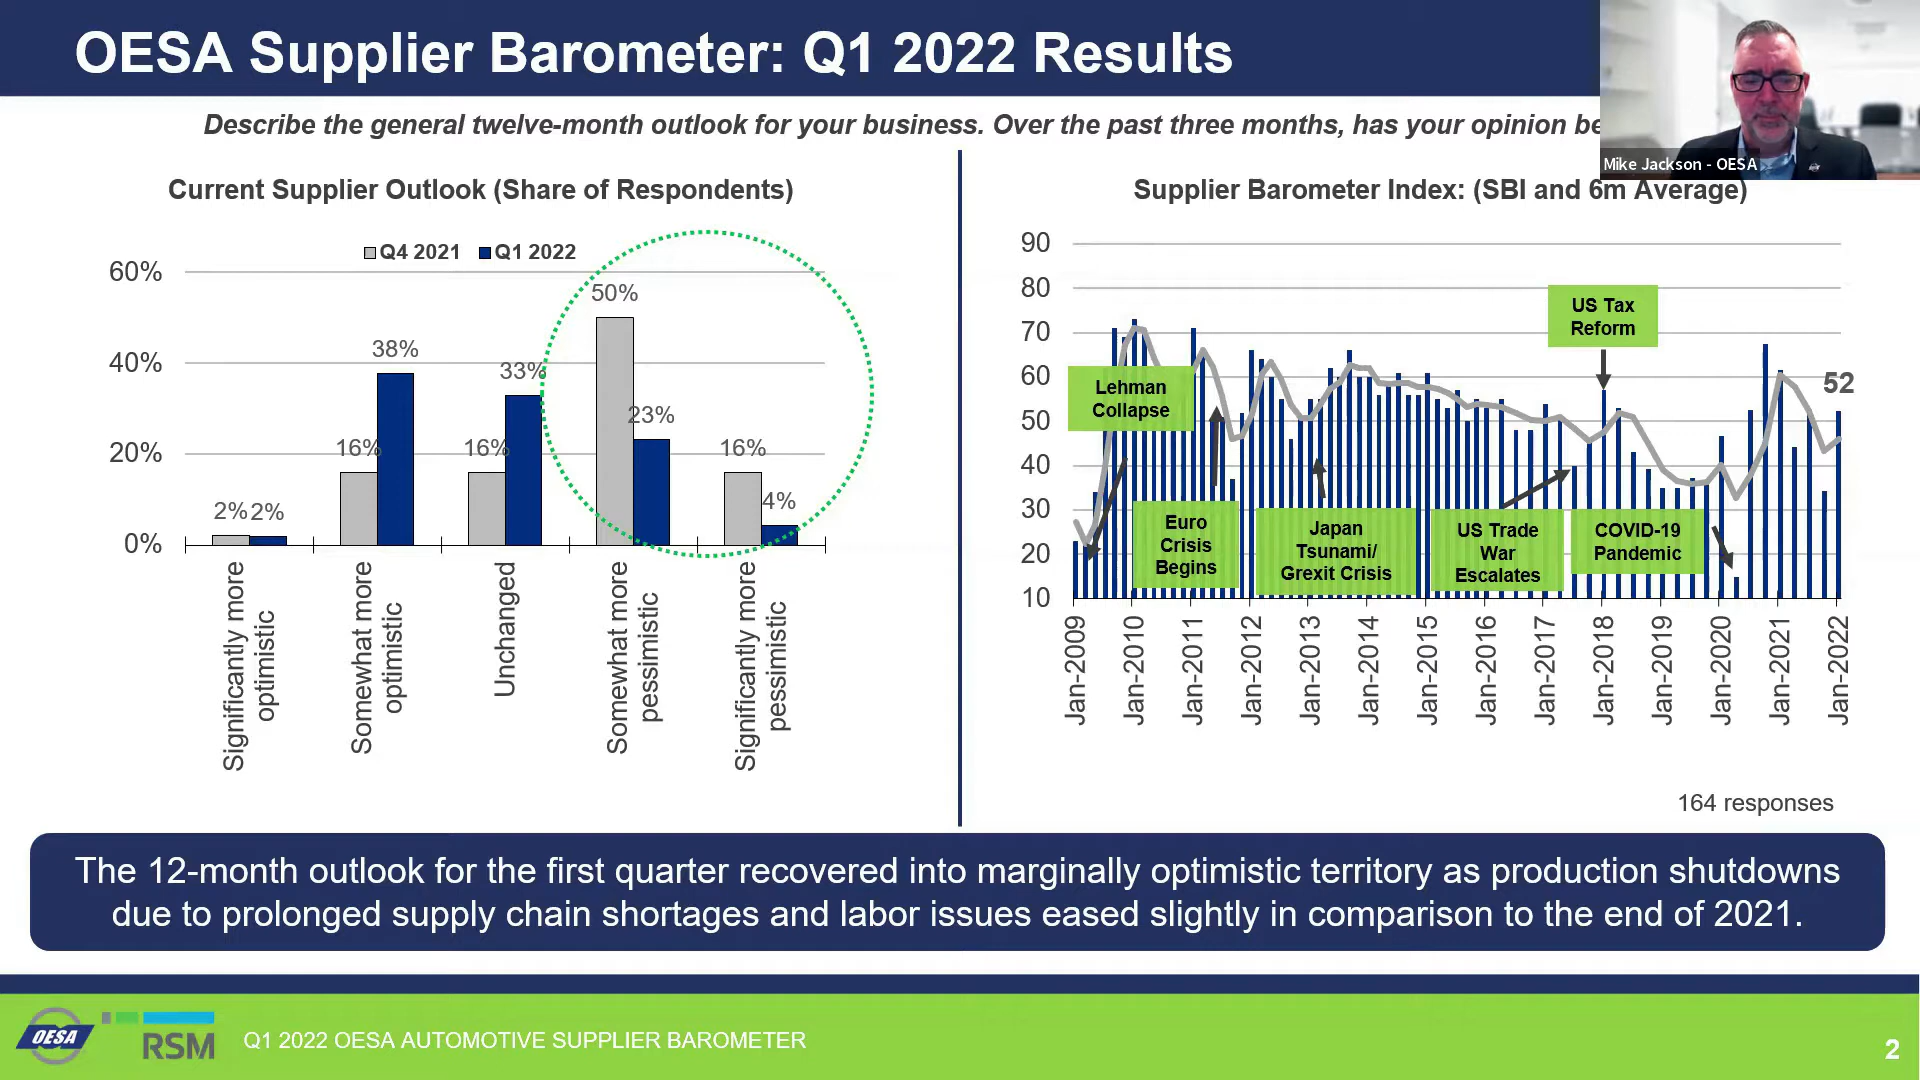 OESA Supplier Barometer: Q1 2022 Results
Describe the general twelve-month outlook for your business. Over the past three months, has your opinion
Mike Jackson - OESA
Current Supplier Outlook (Share of Respondents)
Q4 2021 Q1 2022
60%
40%
20%
0%
2% 2%
16% 38%
16% 33%
50% 23%
16% 4%
Significantly more
optimistic
Somewhat more
optimistic
Unchanged
Somewhat more
pessimistic
Significantly more
pessimistic
Supplier Barometer Index: (SBI and 6m Average)
90
80
70
60
50
40
30
20
10
Lehman
Collapse
Euro
Crisis
Begins
Japan
Tsunami/
Grexit Crisis
US Trade
War
Escalates
US Tax
Reform
COVID-19
Pandemic
52
Jan-2009
Jan-2010
Jan-2011
Jan-2012
Jan-2013
Jan-2014
Jan-2015
Jan-2016
Jan-2017
Jan-2018
Jan-2019
Jan-2020
Jan-2021
Jan-2022
164 responses
The 12-month outlook for the first quarter recovered into marginally optimistic territory as production shutdowns
due to prolonged supply chain shortages and labor issues eased slightly in comparison to the end of 2021.
OESA
RSM
Q1 2022 OESA AUTOMOTIVE SUPPLIER BAROMETER
2